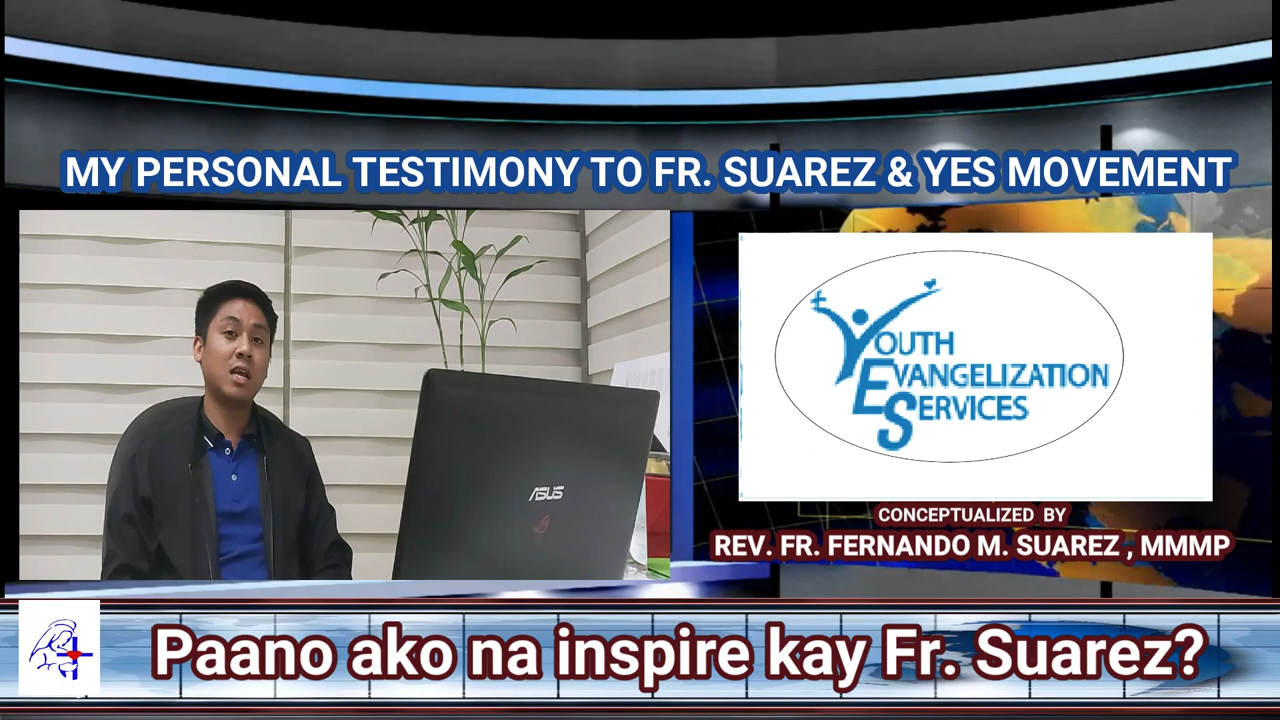 MY PERSONAL TESTIMONY TO FR. SUAREZ & YES MOVEMENT
YOUTH
EVANGELIZATION
SERVICES
ASUS
CONCEPTUALIZED BY
REV. FR. FERNANDO M. SUAREZ , MMMP
Paano ako na inspire kay Fr. Suarez?